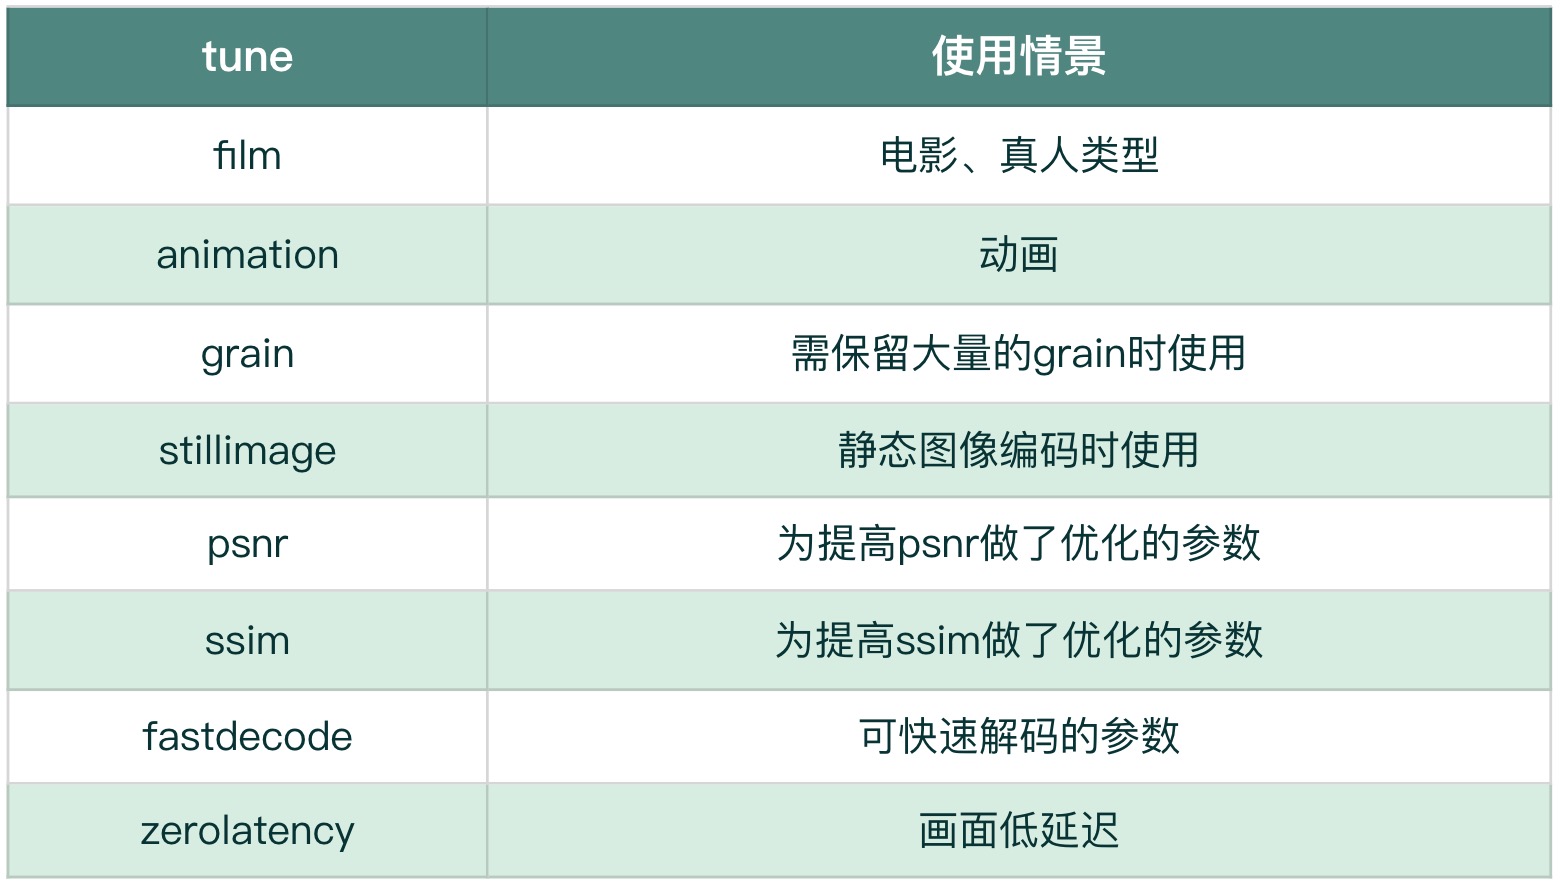 tune 使用情景
film 电影、真人类型
animation 动画
grain 需保留大量的grain时使用
stillimage 静态图像编码时使用
psnr 为提高psnr做了优化的参数
ssim 为提高ssim做了优化的参数
fastdecode 可快速解码的参数
zerolatency 画面低延迟